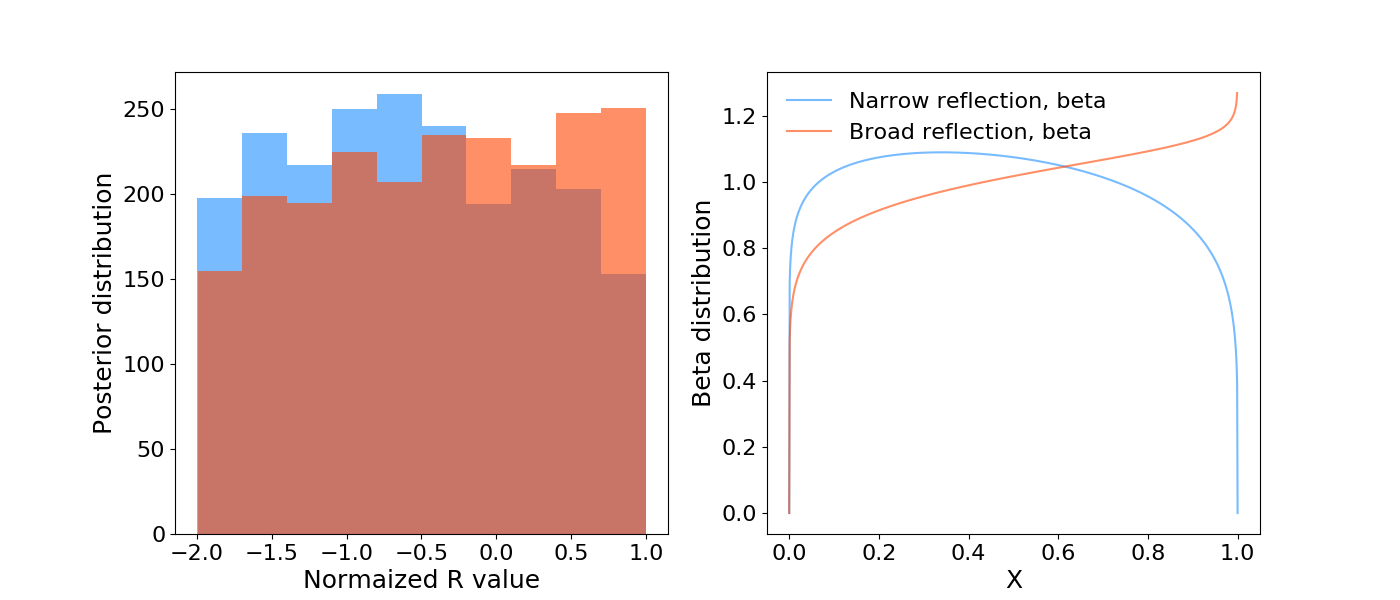 Posterior distribution
250
200
150
100
50
0
−2.0 −1.5 −1.0 −0.5 0.0 0.5 1.0
Normaized R value
Beta distribution
1.2
1.0
0.8
0.6
0.4
0.2
0.0
Narrow reflection, beta
Broad reflection, beta
0.0 0.2 0.4 0.6 0.8 1.0
X